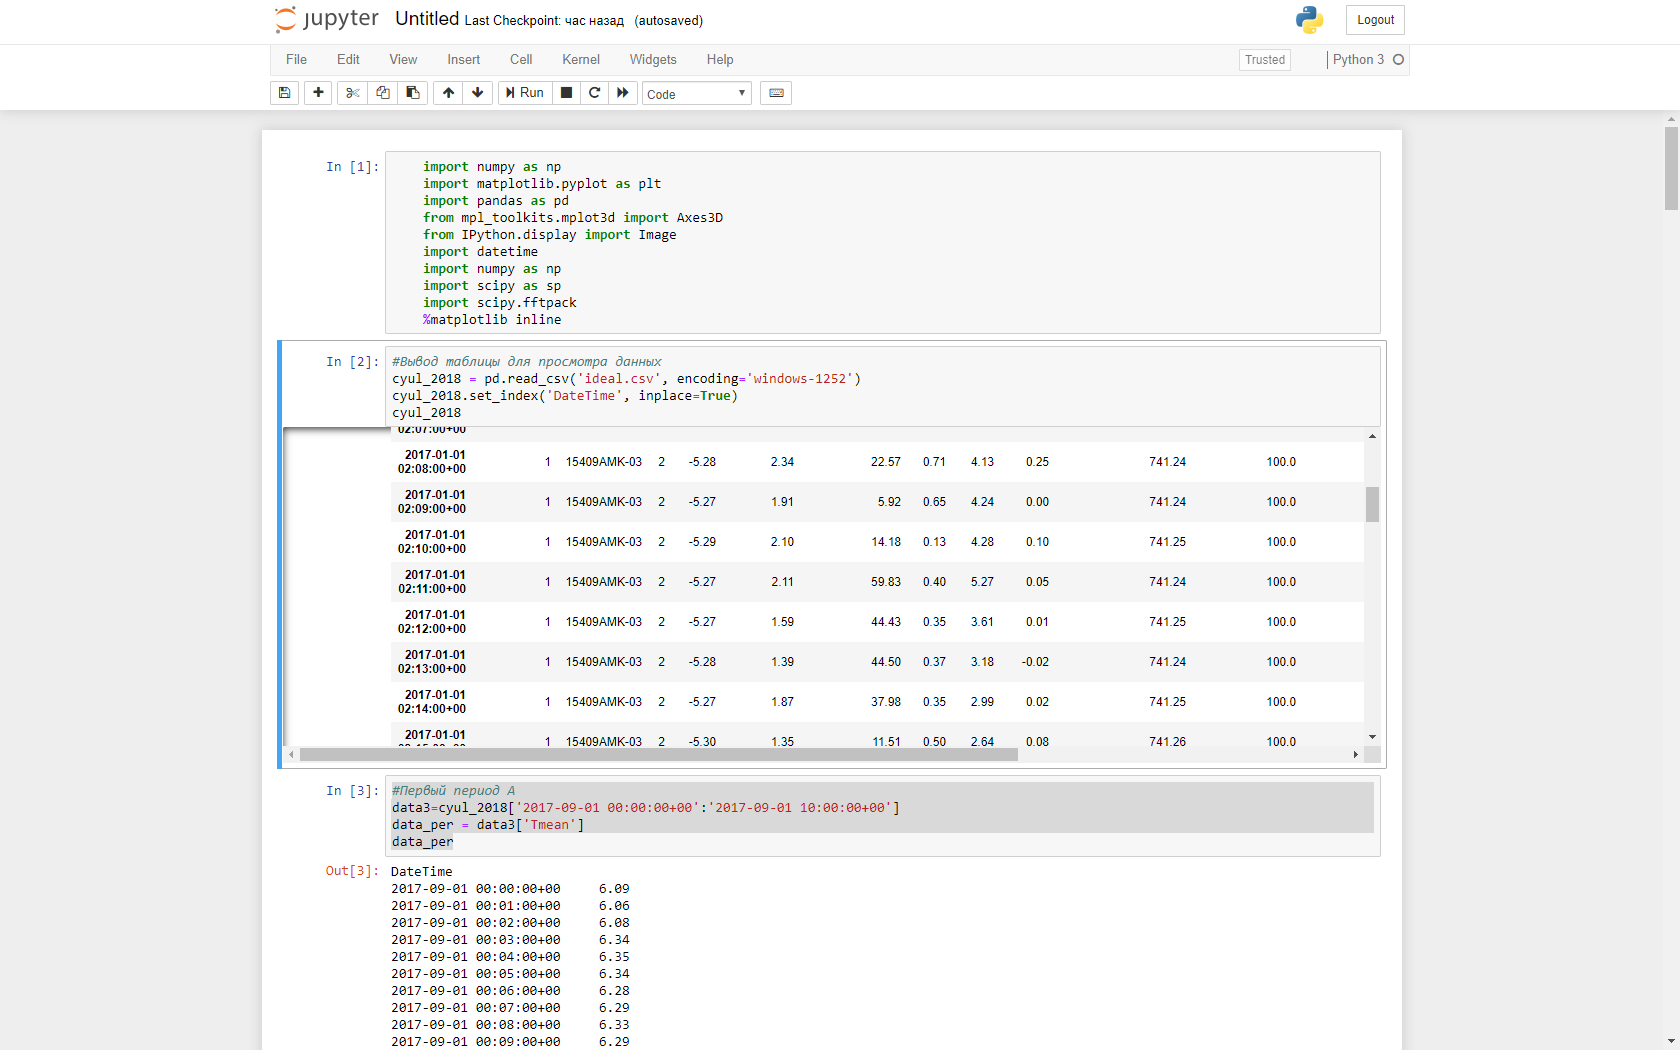 jupyter Untitled Last Checkpoint: час назад (autosaved)
Logout
File Edit View Insert Cell Kernel Widgets Help
Trusted
Python 3
Run
Code
In [1]:
import numpy as np
import matplotlib.pyplot as plt
import pandas as pd
from mpl_toolkits.mplot3d import Axes3D
from IPython.display import Image
import datetime
import numpy as np
import scipy as sp
import scipy.fftpack
%matplotlib inline
In [2]:
#Вывод таблицы для просмотра данных
cyul_2018 = pd.read_csv('ideal.csv', encoding='windows-1252')
cyul_2018.set_index('DateTime', inplace=True)
cyul_2018
02:07:00+00
2017-01-01
02:08:00+00 1 15409AMK-03 2 -5.28 2.34 22.57 0.71 4.13 0.25 741.24 100.0
2017-01-01
02:09:00+00 1 15409AMK-03 2 -5.27 1.91 5.92 0.65 4.24 0.00 741.24 100.0
2017-01-01
02:10:00+00 1 15409AMK-03 2 -5.29 2.10 14.18 0.13 4.28 0.10 741.25 100.0
2017-01-01
02:11:00+00 1 15409AMK-03 2 -5.27 2.11 59.83 0.40 5.27 0.05 741.24 100.0
2017-01-01
02:12:00+00 1 15409AMK-03 2 -5.27 1.59 44.43 0.35 3.61 0.01 741.25 100.0
2017-01-01
02:13:00+00 1 15409AMK-03 2 -5.28 1.39 44.50 0.37 3.18 -0.02 741.24 100.0
2017-01-01
02:14:00+00 1 15409AMK-03 2 -5.27 1.87 37.98 0.35 2.99 0.02 741.25 100.0
2017-01-01
1 15409AMK-03 2 -5.30 1.35 11.51 0.50 2.64 0.08 741.26 100.0
In [3]:
#Первый период А
data3=cyul_2018['2017-09-01 00:00:00+00':'2017-09-01 10:00:00+00']
data_per = data3['Tmean']
data_per
Out[3]:
DateTime
2017-09-01 00:00:00+00 6.09
2017-09-01 00:01:00+00 6.06
2017-09-01 00:02:00+00 6.08
2017-09-01 00:03:00+00 6.34
2017-09-01 00:04:00+00 6.35
2017-09-01 00:05:00+00 6.34
2017-09-01 00:06:00+00 6.28
2017-09-01 00:07:00+00 6.29
2017-09-01 00:08:00+00 6.33
2017-09-01 00:09:00+00 6.29